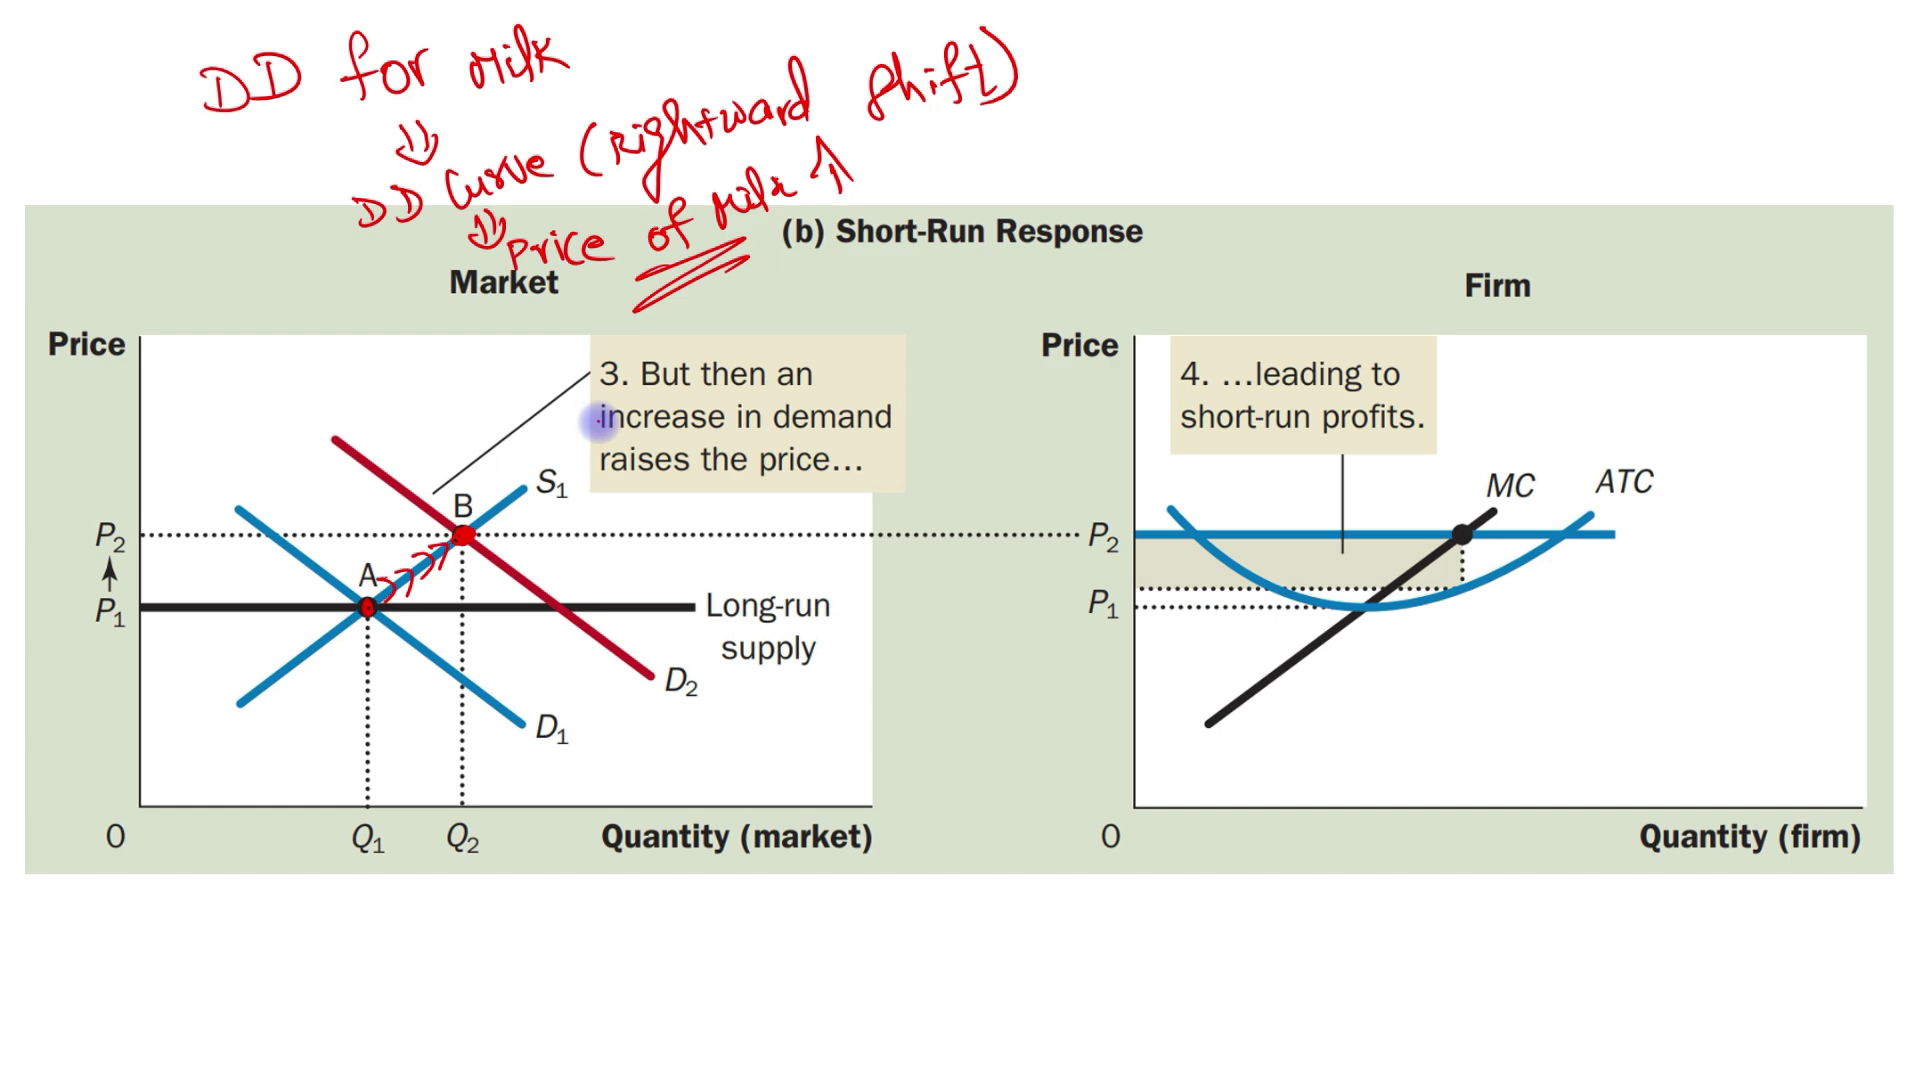 DD for Milk
DD Curve (rightward shift)
Price of milk ↑
(b) Short-Run Response
Market
Firm
Price
3. But then an
increase in demand
raises the price…
S1
B
P2
A
P1
Long-run
supply
D2
D1
0
Q1
Q2
Quantity (market)
Price
4. …leading to
short-run profits.
MC
ATC
P2
P1
0
Quantity (firm)